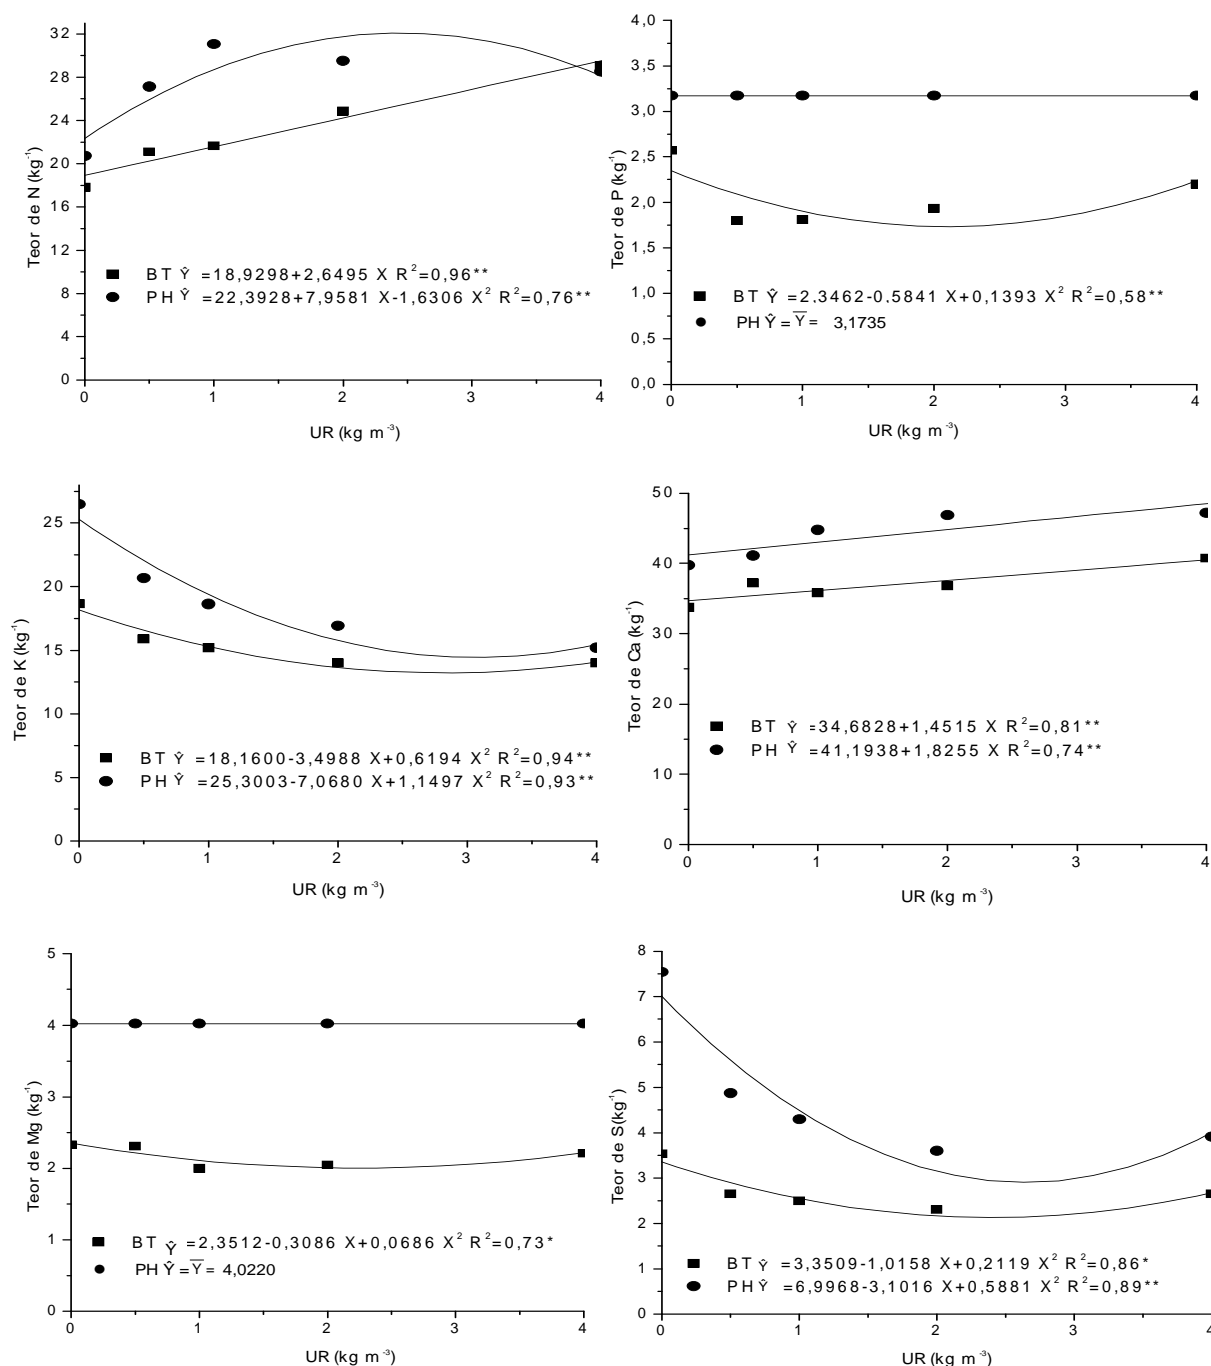 Teor de N (kg⁻¹)
32
28
24
20
16
12
8
4
0
BT Ŷ =18,9298+2,6495 X R²=0,96**
PH Ŷ =22,3928+7,9581 X-1,6306 X² R²=0,76**
0 1 2 3 4
UR (kg m⁻³)
Teor de P (kg⁻¹)
4,0
3,5
3,0
2,5
2,0
1,5
1,0
0,5
0,0
BT Ŷ =2,3462-0,5841 X+0,1393 X² R²=0,58**
PH Ŷ = Y̅ = 3,1735
0 1 2 3 4
UR (kg m⁻³)
Teor de K (kg⁻¹)
25
20
15
10
5
0
BT Ŷ =18,1600-3,4988 X+0,6194 X² R²=0,94**
PH Ŷ =25,3003-7,0680 X+1,1497 X² R²=0,93**
0 1 2 3 4
UR (kg m⁻³)
Teor de Ca (kg⁻¹)
50
40
30
20
10
0
BT Ŷ =34,6828+1,4515 X R²=0,81**
PH Ŷ =41,1938+1,8255 X R²=0,74**
0 1 2 3 4
UR (kg m⁻³)
Teor de Mg (kg⁻¹)
5
4
3
2
1
0
BT Ŷ =2,3512-0,3086 X+0,0686 X² R²=0,73*
PH Ŷ = Y̅ = 4,0220
0 1 2 3 4
UR (kg m⁻³)
Teor de S(kg⁻¹)
8
7
6
5
4
3
2
1
0
BT Ŷ =3,3509-1,0158 X+0,2119 X² R²=0,86*
PH Ŷ =6,9968-3,1016 X+0,5881 X² R²=0,89**
0 1 2 3 4
UR (kg m⁻³)